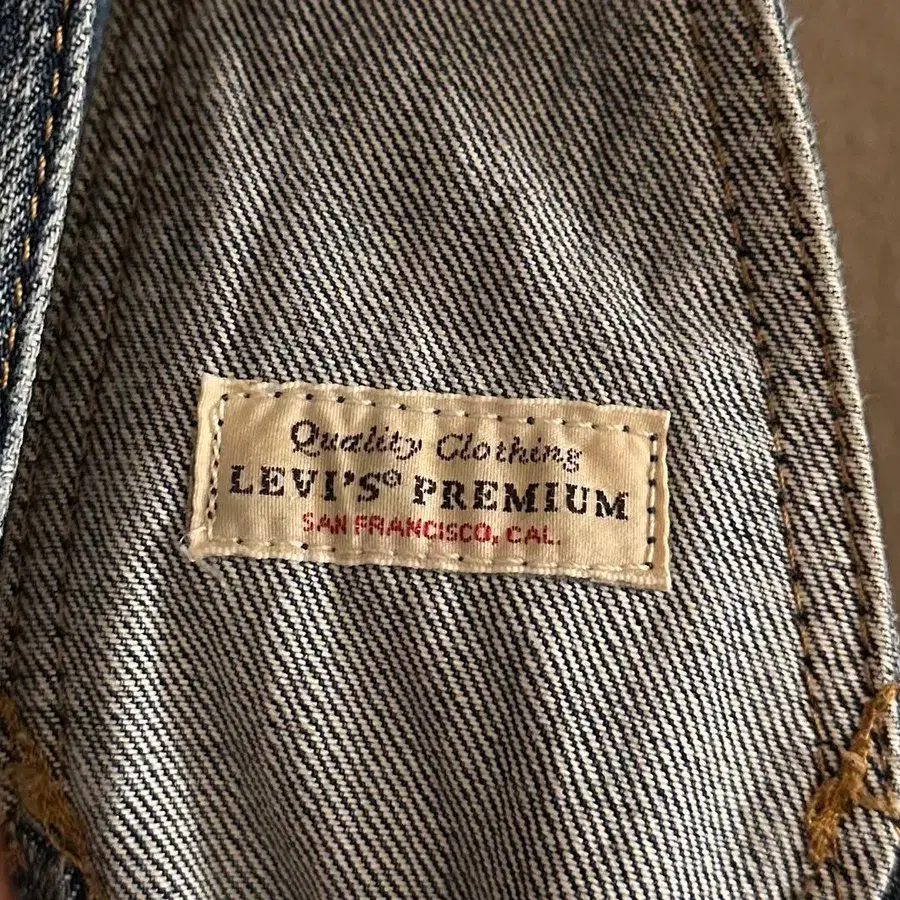 Quality Clothing
LEVI'S® PREMIUM
SAN FRANCISCO, CAL.